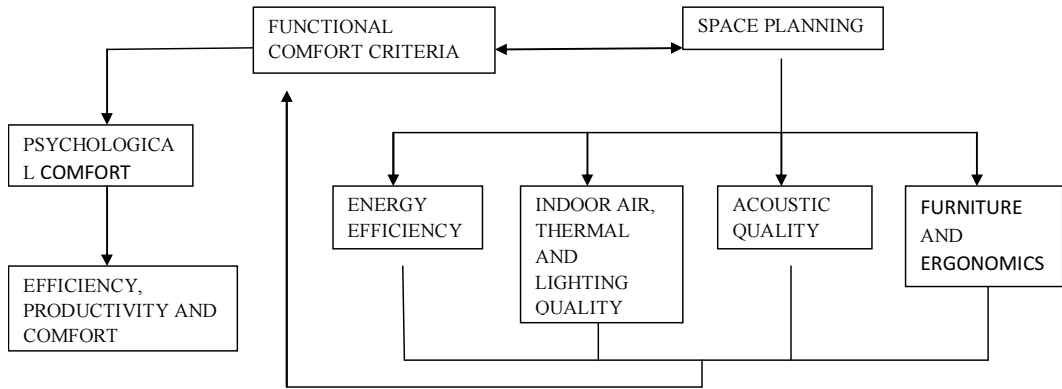 FUNCTIONAL
COMFORT CRITERIA
SPACE PLANNING
PSYCHOLOGICA
L COMFORT
ENERGY
EFFICIENCY
INDOOR AIR,
THERMAL
AND
LIGHTING
QUALITY
ACOUSTIC
QUALITY
FURNITURE
AND
ERGONOMICS
EFFICIENCY,
PRODUCTIVITY AND
COMFORT